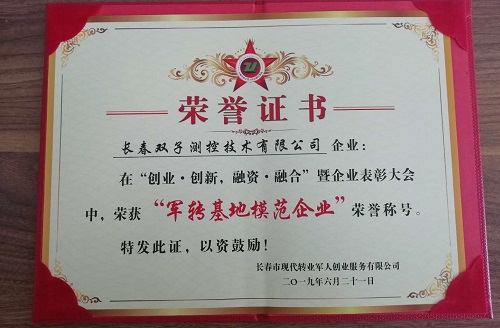 荣誉证书
长春双子测控技术有限公司企业：
在“创业·创新，融资·融合”暨企业表彰大会
中，荣获“军转基地模范企业”荣誉称号。
特发此证，以资鼓励！
长春市现代转业军人创业服务有限公司
二〇一九年六月二十一日